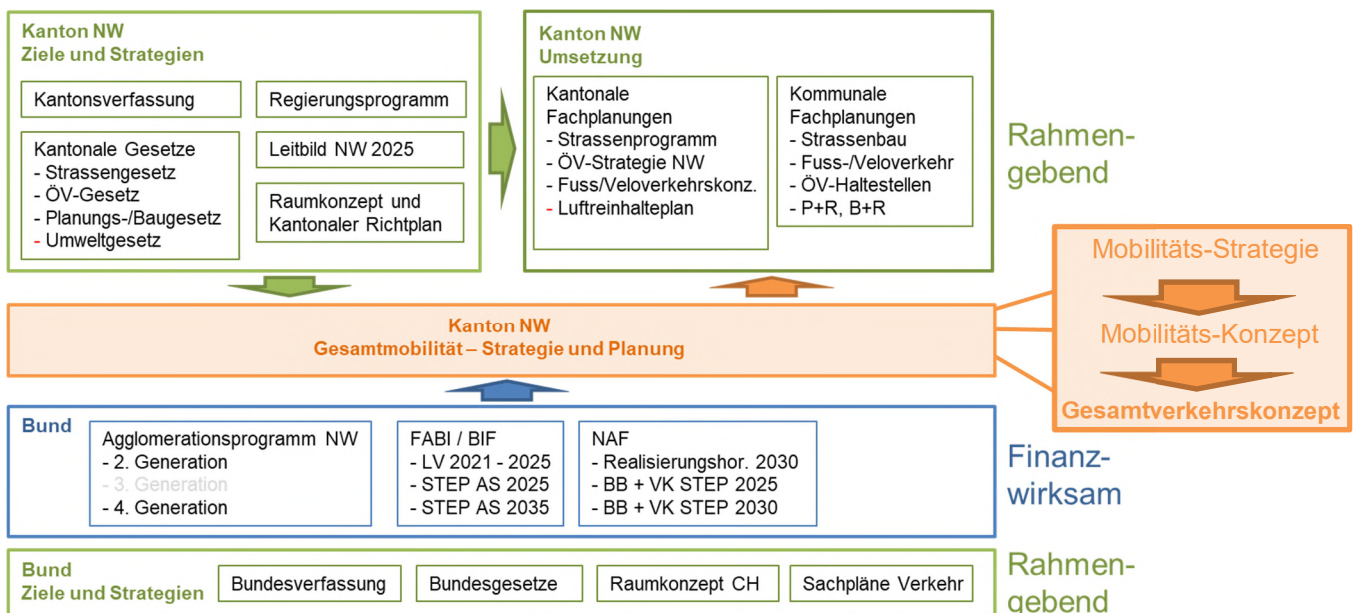 Kanton NW
Ziele und Strategien
Kantonsverfassung
Regierungsprogramm
Kantonale Gesetze
- Strassengesetz
- ÖV-Gesetz
- Planungs-/Baugesetz
- Umweltgesetz
Leitbild NW 2025
Raumkonzept und
Kantonaler Richtplan
Kanton NW
Umsetzung
Kantonale
Fachplanungen
- Strassenprogramm
- ÖV-Strategie NW
- Fuss/Veloverkehrskonz.
- Luftreinhalteplan
Kommunale
Fachplanungen
- Strassenbau
- Fuss-/Veloverkehr
- ÖV-Haltestellen
- P+R, B+R
Rahmen-
gebend
Kanton NW
Gesamtmobilität – Strategie und Planung
Mobilitäts-Strategie
Mobilitäts-Konzept
Gesamtverkehrskonzept
Bund
Agglomerationsprogramm NW
- 2. Generation
- 3. Generation
- 4. Generation
FABI / BIF
- LV 2021 - 2025
- STEP AS 2025
- STEP AS 2035
NAF
- Realisierungshor. 2030
- BB + VK STEP 2025
- BB + VK STEP 2030
Finanz-
wirksam
Bund
Ziele und Strategien
Bundesverfassung
Bundesgesetze
Raumkonzept CH
Sachpläne Verkehr
Rahmen-
gebend